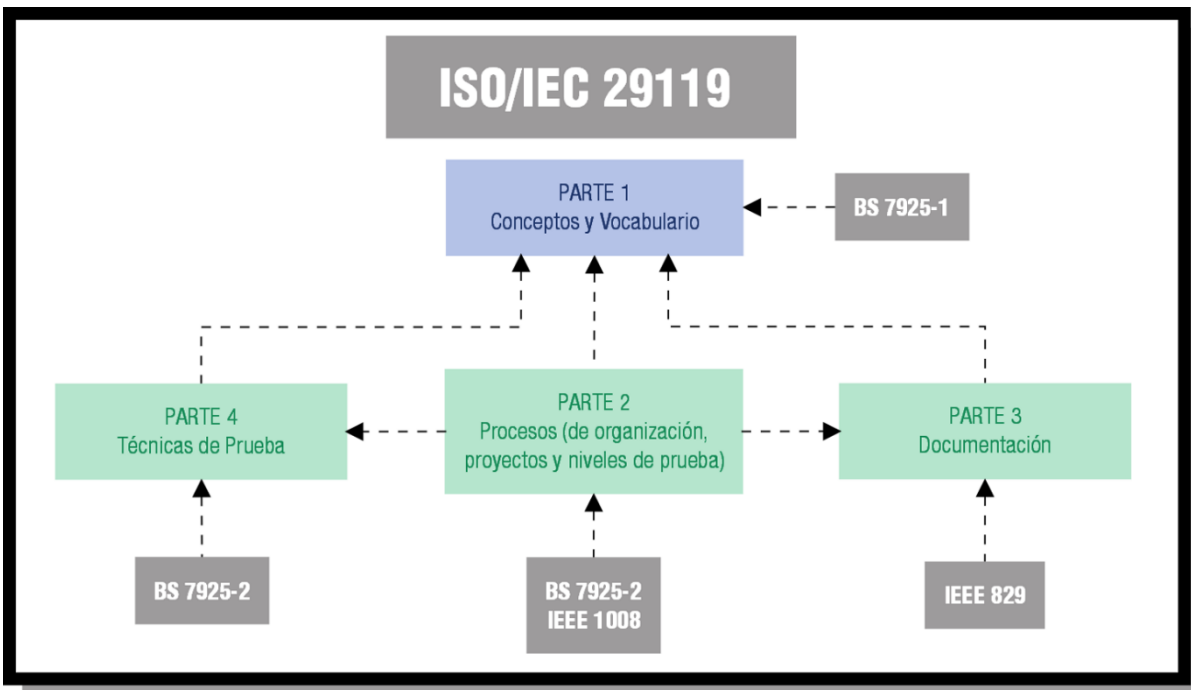 ISO/IEC 29119
PARTE 1
Conceptos y Vocabulario
BS 7925-1
PARTE 4
Técnicas de Prueba
PARTE 2
Procesos (de organización,
proyectos y niveles de prueba)
PARTE 3
Documentación
BS 7925-2
BS 7925-2
IEEE 1008
IEEE 829